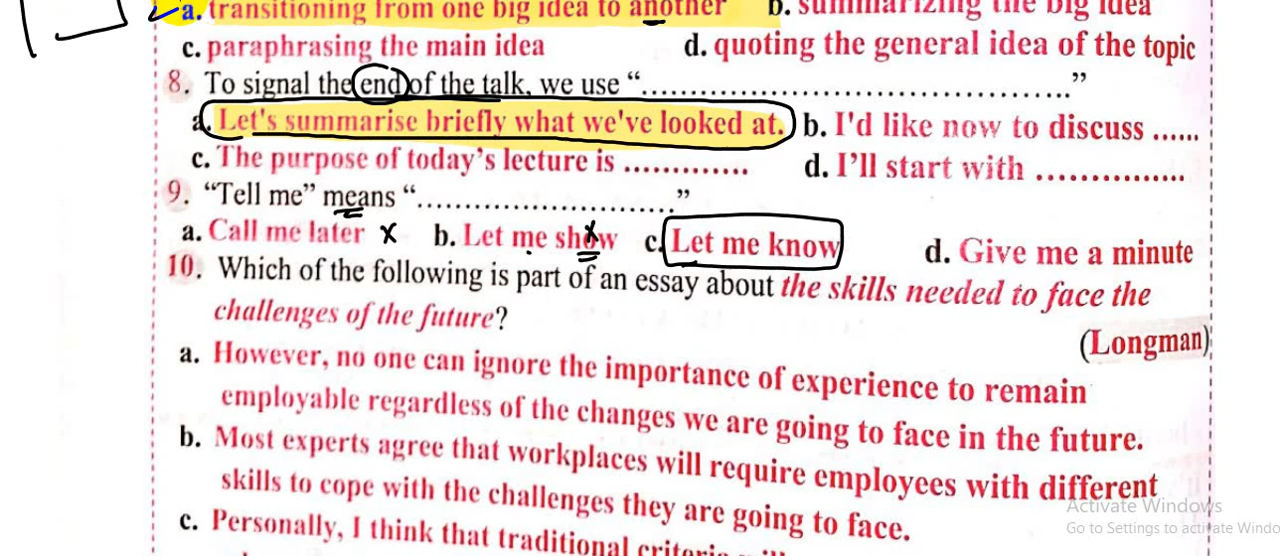 a. transitioning from one big idea to another b. summarizing the big idea
c. paraphrasing the main idea d. quoting the general idea of the topic
8. To signal the end of the talk, we use “..........................................”
a. Let's summarise briefly what we've looked at. b. I'd like now to discuss ......
c. The purpose of today’s lecture is ............. d. I’ll start with ...............
9. “Tell me” means “...........................”
a. Call me later x b. Let me show x c. Let me know d. Give me a minute
10. Which of the following is part of an essay about the skills needed to face the
challenges of the future?
(Longman)
a. However, no one can ignore the importance of experience to remain
employable regardless of the changes we are going to face in the future.
b. Most experts agree that workplaces will require employees with different
skills to cope with the challenges they are going to face.
c. Personally, I think that traditional
Activate Windows
Go to Settings to activate Windo